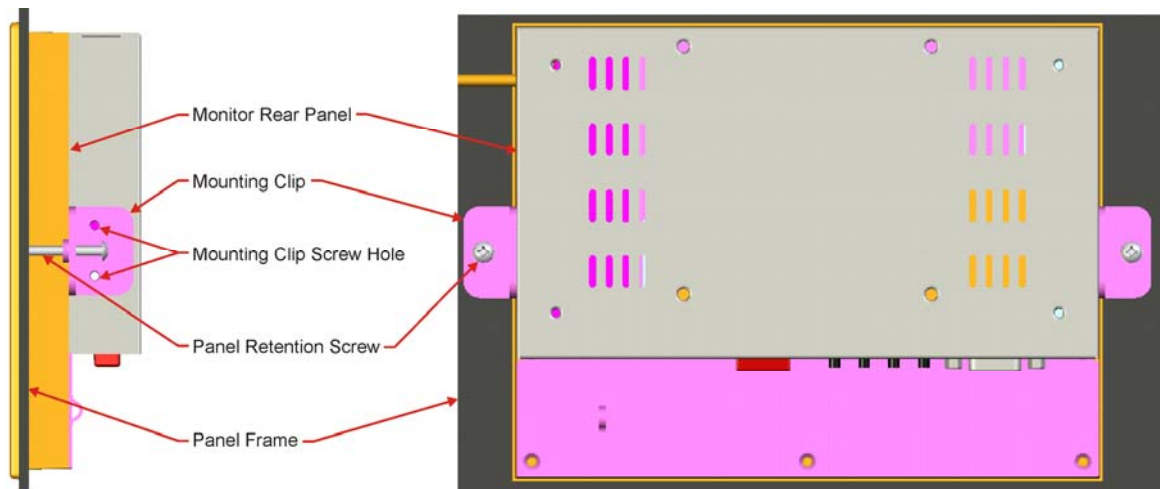 Monitor Rear Panel
Mounting Clip
Mounting Clip Screw Hole
Panel Retention Screw
Panel Frame